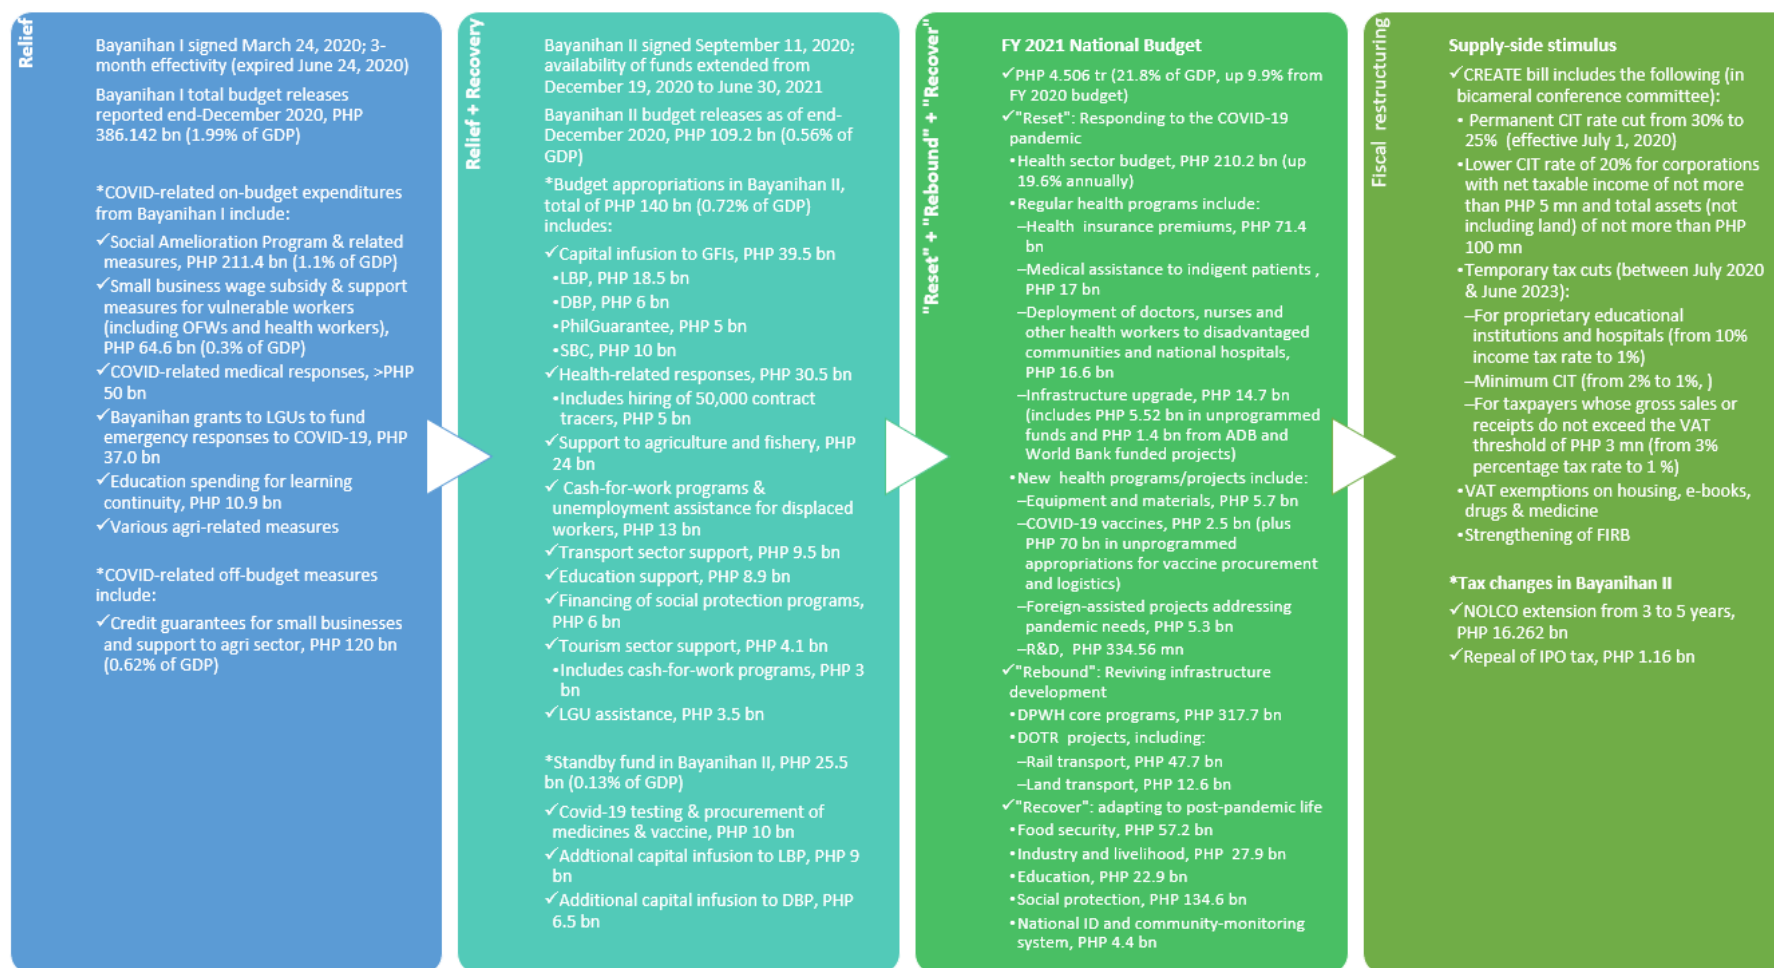 Relief
Bayanihan I signed March 24, 2020; 3-
month effectivity (expired June 24, 2020)
Bayanihan I total budget releases
reported end-December 2020, PHP
386.142 bn (1.99% of GDP)
*COVID-related on-budget expenditures
from Bayanihan I include:
✓Social Amelioration Program & related
measures, PHP 211.4 bn (1.1% of GDP)
✓Small business wage subsidy & support
measures for vulnerable workers
(including OFWs and health workers),
PHP 64.6 bn (0.3% of GDP)
✓COVID-related medical responses, >PHP
50 bn
✓Bayanihan grants to LGUs to fund
emergency responses to COVID-19, PHP
37.0 bn
✓Education spending for learning
continuity, PHP 10.9 bn
✓Various agri-related measures
*COVID-related off-budget measures
include:
✓Credit guarantees for small businesses
and support to agri sector, PHP 120 bn
(0.62% of GDP)
Relief + Recovery
Bayanihan II signed September 11, 2020;
availability of funds extended from
December 19, 2020 to June 30, 2021
Bayanihan II budget releases as of end-
December 2020, PHP 109.2 bn (0.56% of
GDP)
*Budget appropriations in Bayanihan II,
total of PHP 140 bn (0.72% of GDP)
includes:
✓Capital infusion to GFIs, PHP 39.5 bn
•LBP, PHP 18.5 bn
•DBP, PHP 6 bn
•PhilGuarantee, PHP 5 bn
•SBC, PHP 10 bn
✓Health-related responses, PHP 30.5 bn
•Includes hiring of 50,000 contract
tracers, PHP 5 bn
✓Support to agriculture and fishery, PHP
24 bn
✓ Cash-for-work programs &
unemployment assistance for displaced
workers, PHP 13 bn
✓Transport sector support, PHP 9.5 bn
✓Education support, PHP 8.9 bn
✓Financing of social protection programs,
PHP 6 bn
✓Tourism sector support, PHP 4.1 bn
•Includes cash-for-work programs, PHP 3
bn
✓LGU assistance, PHP 3.5 bn
*Standby fund in Bayanihan II, PHP 25.5
bn (0.13% of GDP)
✓Covid-19 testing & procurement of
medicines & vaccine, PHP 10 bn
✓Addtional capital infusion to LBP, PHP 9
bn
✓Additional capital infusion to DBP, PHP
6.5 bn
"Reset" + "Rebound" + "Recover"
FY 2021 National Budget
✓PHP 4.506 tr (21.8% of GDP, up 9.9% from
FY 2020 budget)
✓"Reset": Responding to the COVID-19
pandemic
•Health sector budget, PHP 210.2 bn (up
19.6% annually)
•Regular health programs include:
–Health insurance premiums, PHP 71.4
bn
–Medical assistance to indigent patients ,
PHP 17 bn
–Deployment of doctors, nurses and
other health workers to disadvantaged
communities and national hospitals,
PHP 16.6 bn
–Infrastructure upgrade, PHP 14.7 bn
(includes PHP 5.52 bn in unprogrammed
funds and PHP 1.4 bn from ADB and
World Bank funded projects)
•New health programs/projects include:
–Equipment and materials, PHP 5.7 bn
–COVID-19 vaccines, PHP 2.5 bn (plus
PHP 70 bn in unprogrammed
appropriations for vaccine procurement
and logistics)
–Foreign-assisted projects addressing
pandemic needs, PHP 5.3 bn
–R&D, PHP 334.56 mn
✓"Rebound": Reviving infrastructure
development
•DPWH core programs, PHP 317.7 bn
•DOTR projects, including:
–Rail transport, PHP 47.7 bn
–Land transport, PHP 12.6 bn
✓"Recover": adapting to post-pandemic life
•Food security, PHP 57.2 bn
•Industry and livelihood, PHP 27.9 bn
•Education, PHP 22.9 bn
•Social protection, PHP 134.6 bn
•National ID and community-monitoring
system, PHP 4.4 bn
Fiscal restructuring
Supply-side stimulus
✓CREATE bill includes the following (in
bicameral conference committee):
• Permanent CIT rate cut from 30% to
25% (effective July 1, 2020)
•Lower CIT rate of 20% for corporations
with net taxable income of not more
than PHP 5 mn and total assets (not
including land) of not more than PHP
100 mn
•Temporary tax cuts (between July 2020
& June 2023):
–For proprietary educational
institutions and hospitals (from 10%
income tax rate to 1%)
–Minimum CIT (from 2% to 1%, )
–For taxpayers whose gross sales or
receipts do not exceed the VAT
threshold of PHP 3 mn (from 3%
percentage tax rate to 1 %)
•VAT exemptions on housing, e-books,
drugs & medicine
•Strengthening of FIRB
*Tax changes in Bayanihan II
✓NOLCO extension from 3 to 5 years,
PHP 16.262 bn
✓Repeal of IPO tax, PHP 1.16 bn